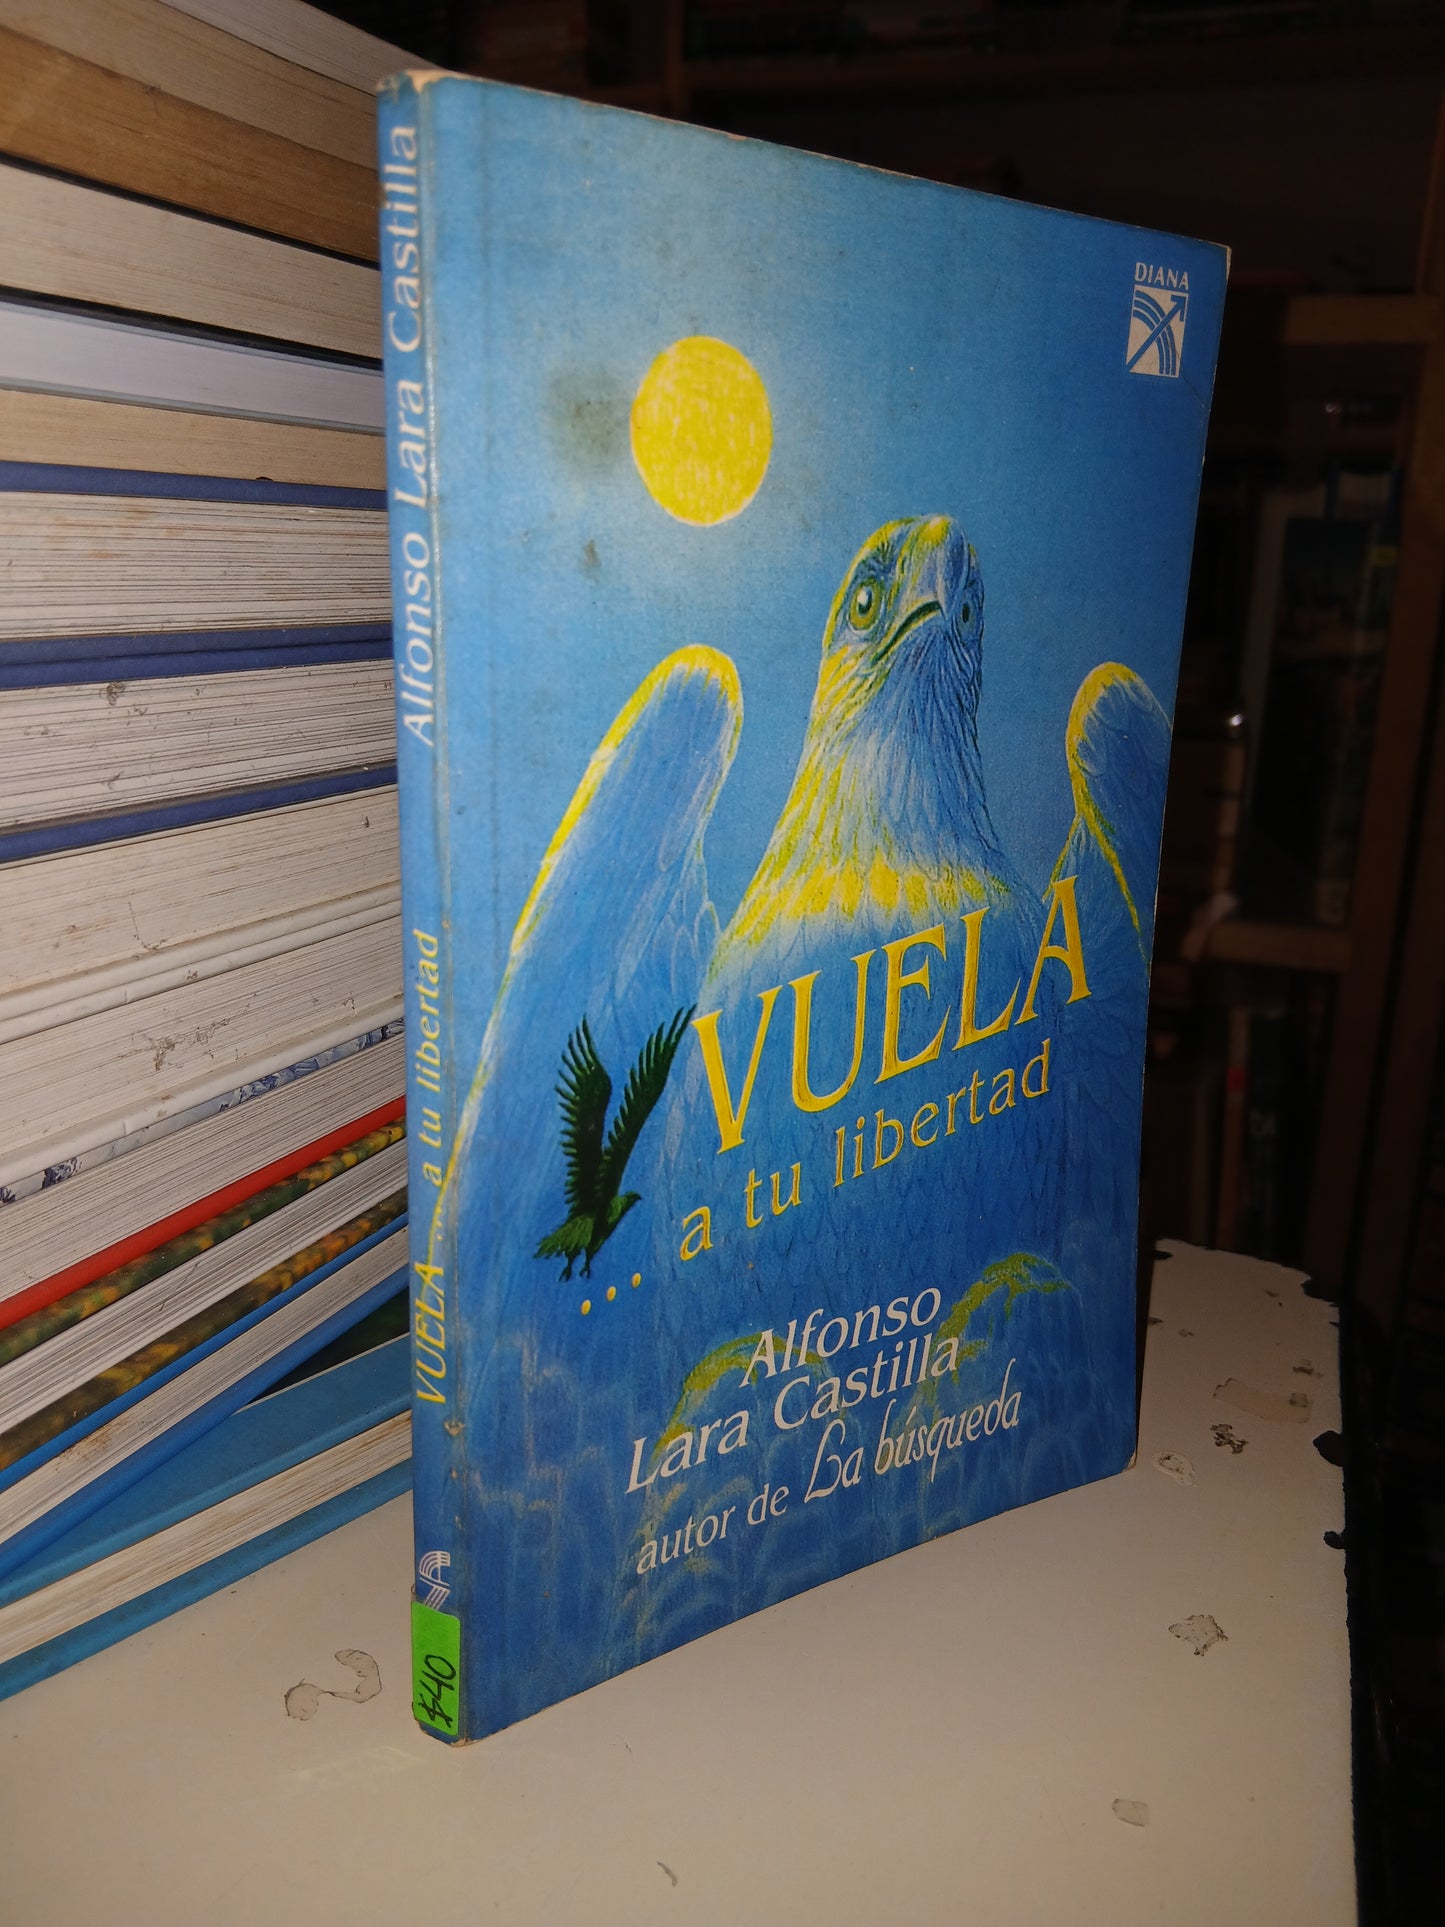 Alfonso Lara Castilla
VUELA... a tu libertad
$40
DIANA
VUELA
... a tu libertad
Alfonso
Lara Castilla
autor de La búsqueda